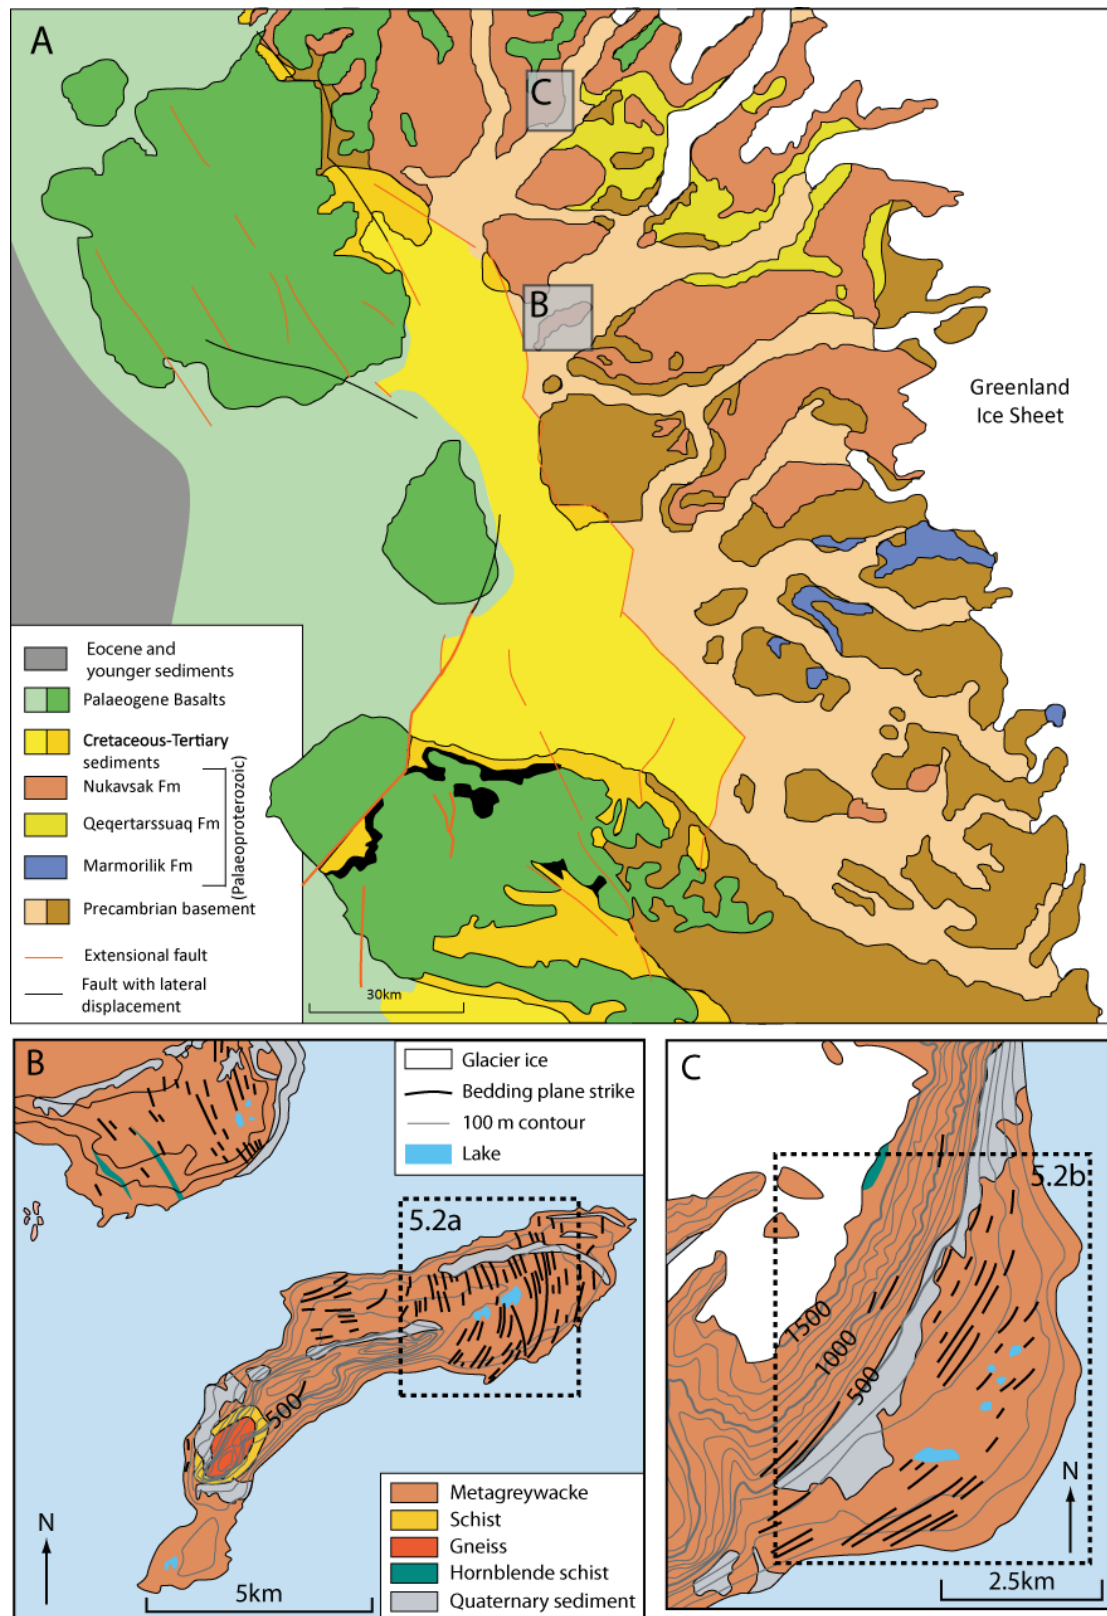 A
C
B
Greenland
Ice Sheet
Eocene and
younger sediments
Palaeogene Basalts
Cretaceous-Tertiary
sediments
Nukavsak Fm
Qeqertarssuaq Fm
Marmorilik Fm
(Palaeoproterozoic)
Precambrian basement
Extensional fault
Fault with lateral
displacement
30km
B
Glacier ice
Bedding plane strike
100 m contour
Lake
5.2a
500
N
5km
Metagreywacke
Schist
Gneiss
Hornblende schist
Quaternary sediment
C
5.2b
1500
1000
500
N
2.5km